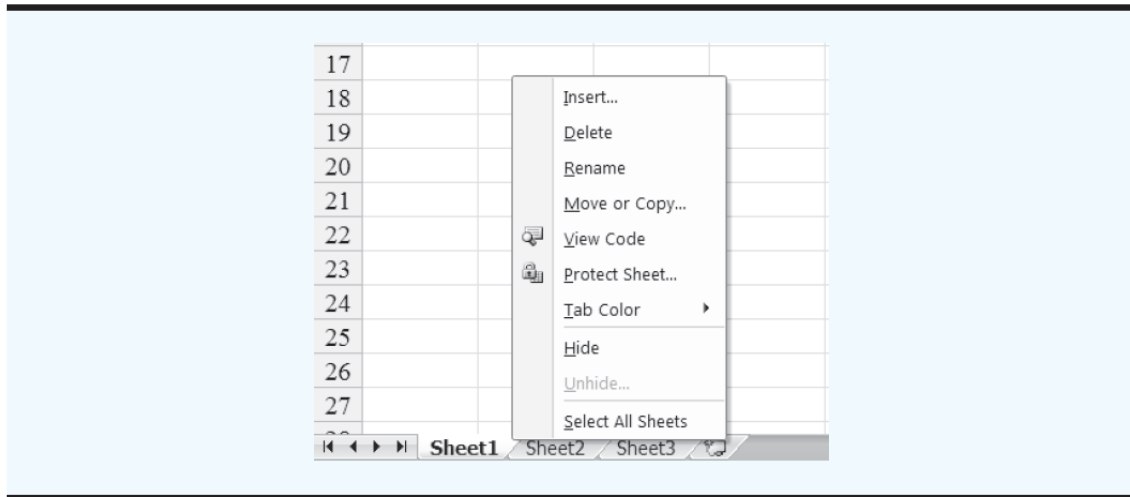 17
18
19
20
21
22
23
24
25
26
27
Insert...
Delete
Rename
Move or Copy...
View Code
Protect Sheet...
Tab Color
Hide
Unhide...
Select All Sheets
Sheet1 Sheet2 Sheet3